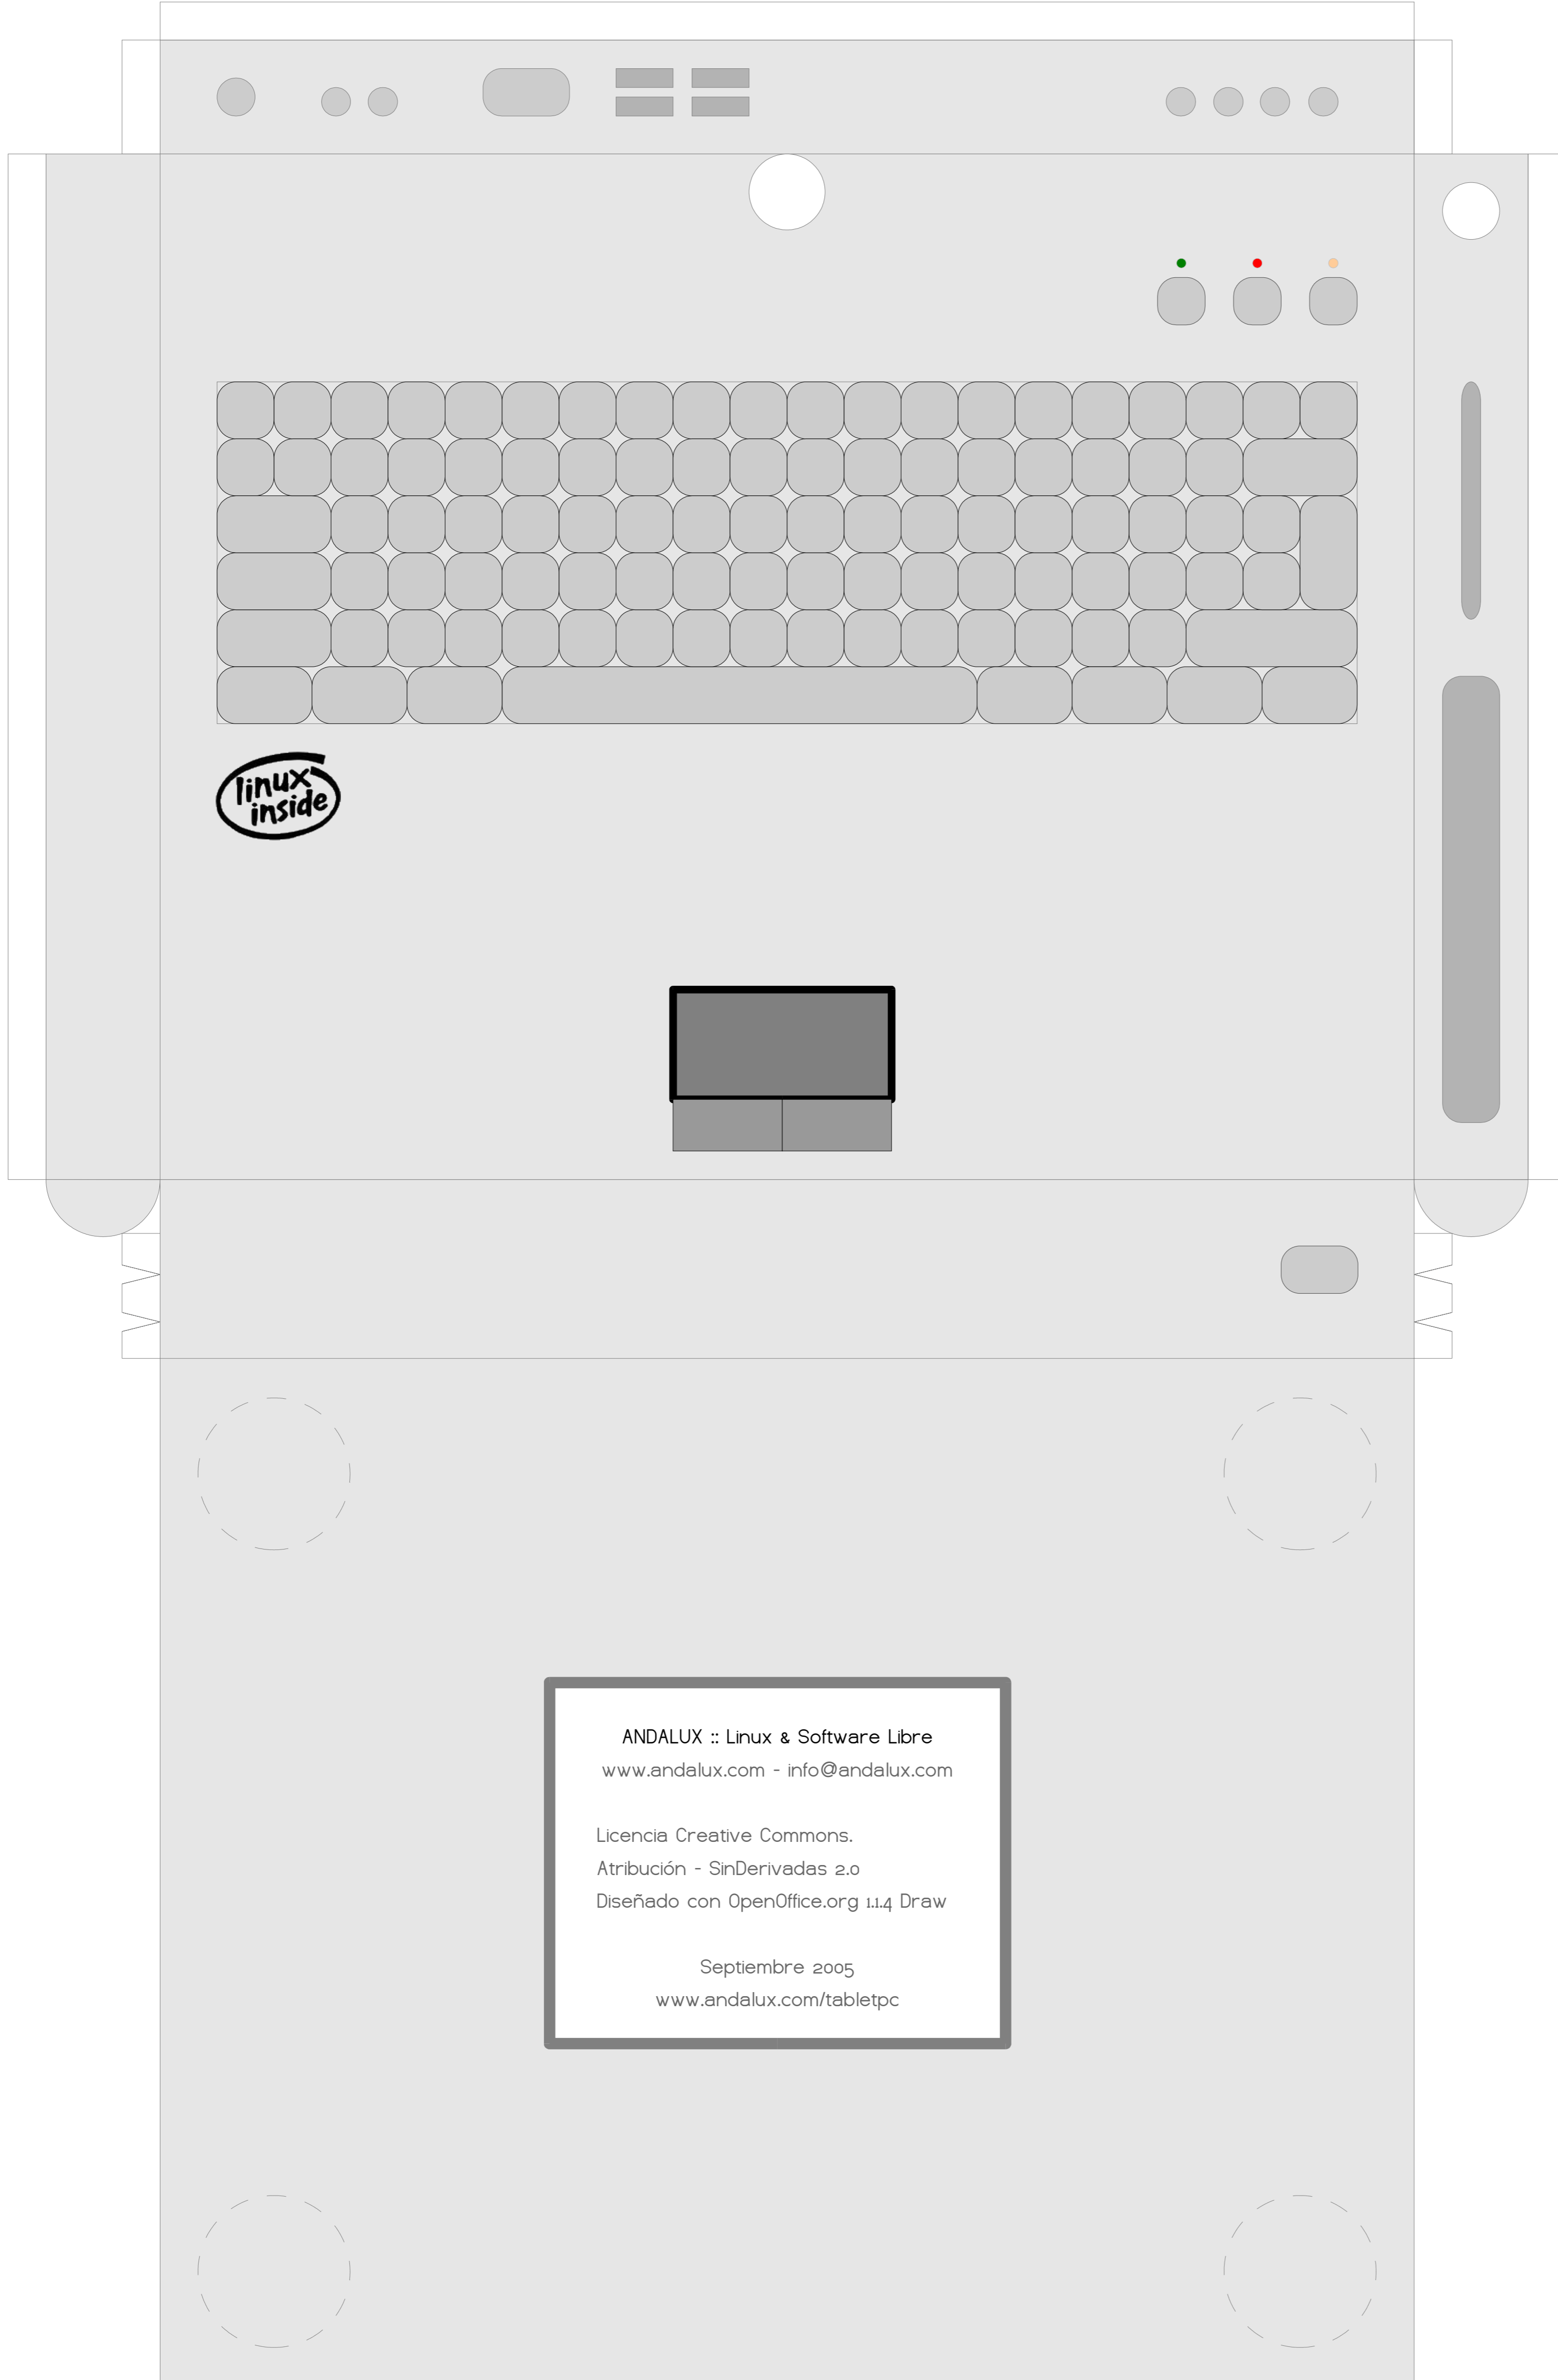 linux
inside
ANDALUX :: Linux & Software Libre
www.andalux.com - info@andalux.com
Licencia Creative Commons.
Atribución - SinDerivadas 2.0
Diseñado con OpenOffice.org 1.1.4 Draw
Septiembre 2005
www.andalux.com/tabletpc